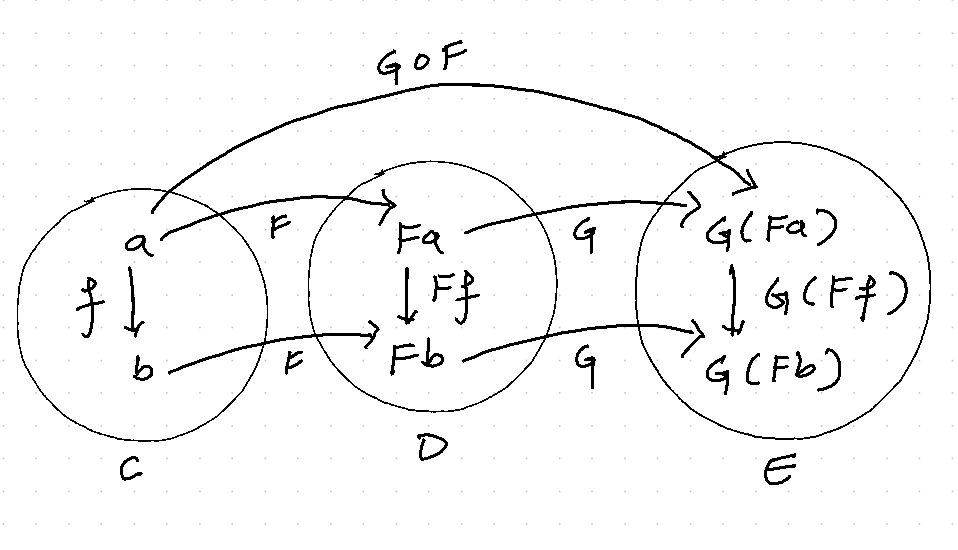 G∘F
a F Fa G G(Fa)
f Ff G(Ff)
b F Fb G G(Fb)
C D E